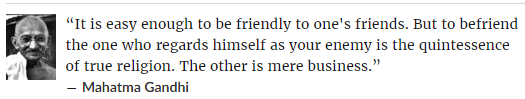 “It is easy enough to be friendly to one's friends. But to befriend
the one who regards himself as your enemy is the quintessence
of true religion. The other is mere business.”
― Mahatma Gandhi